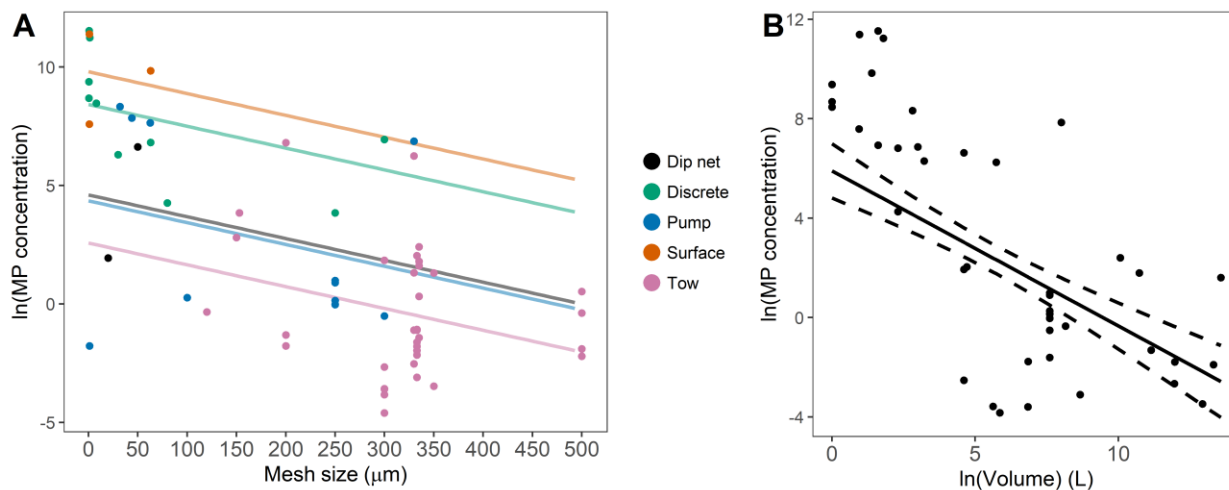 A
ln(MP concentration)
10
5
0
-5
0 50 100 150 200 250 300 350 400 450 500
Mesh size (μm)
Dip net
Discrete
Pump
Surface
Tow
B
ln(MP concentration)
12
8
4
0
-4
0 5 10
ln(Volume) (L)